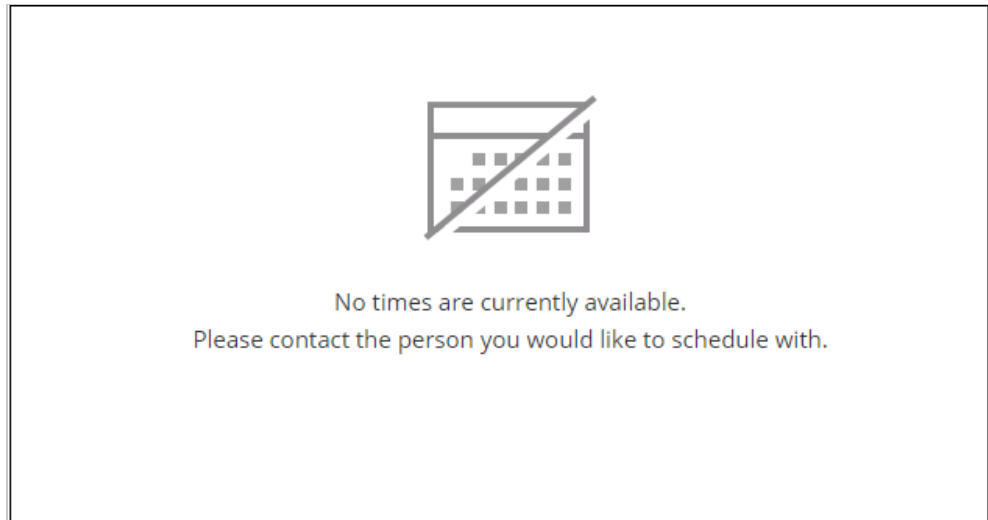 No times are currently available.
Please contact the person you would like to schedule with.